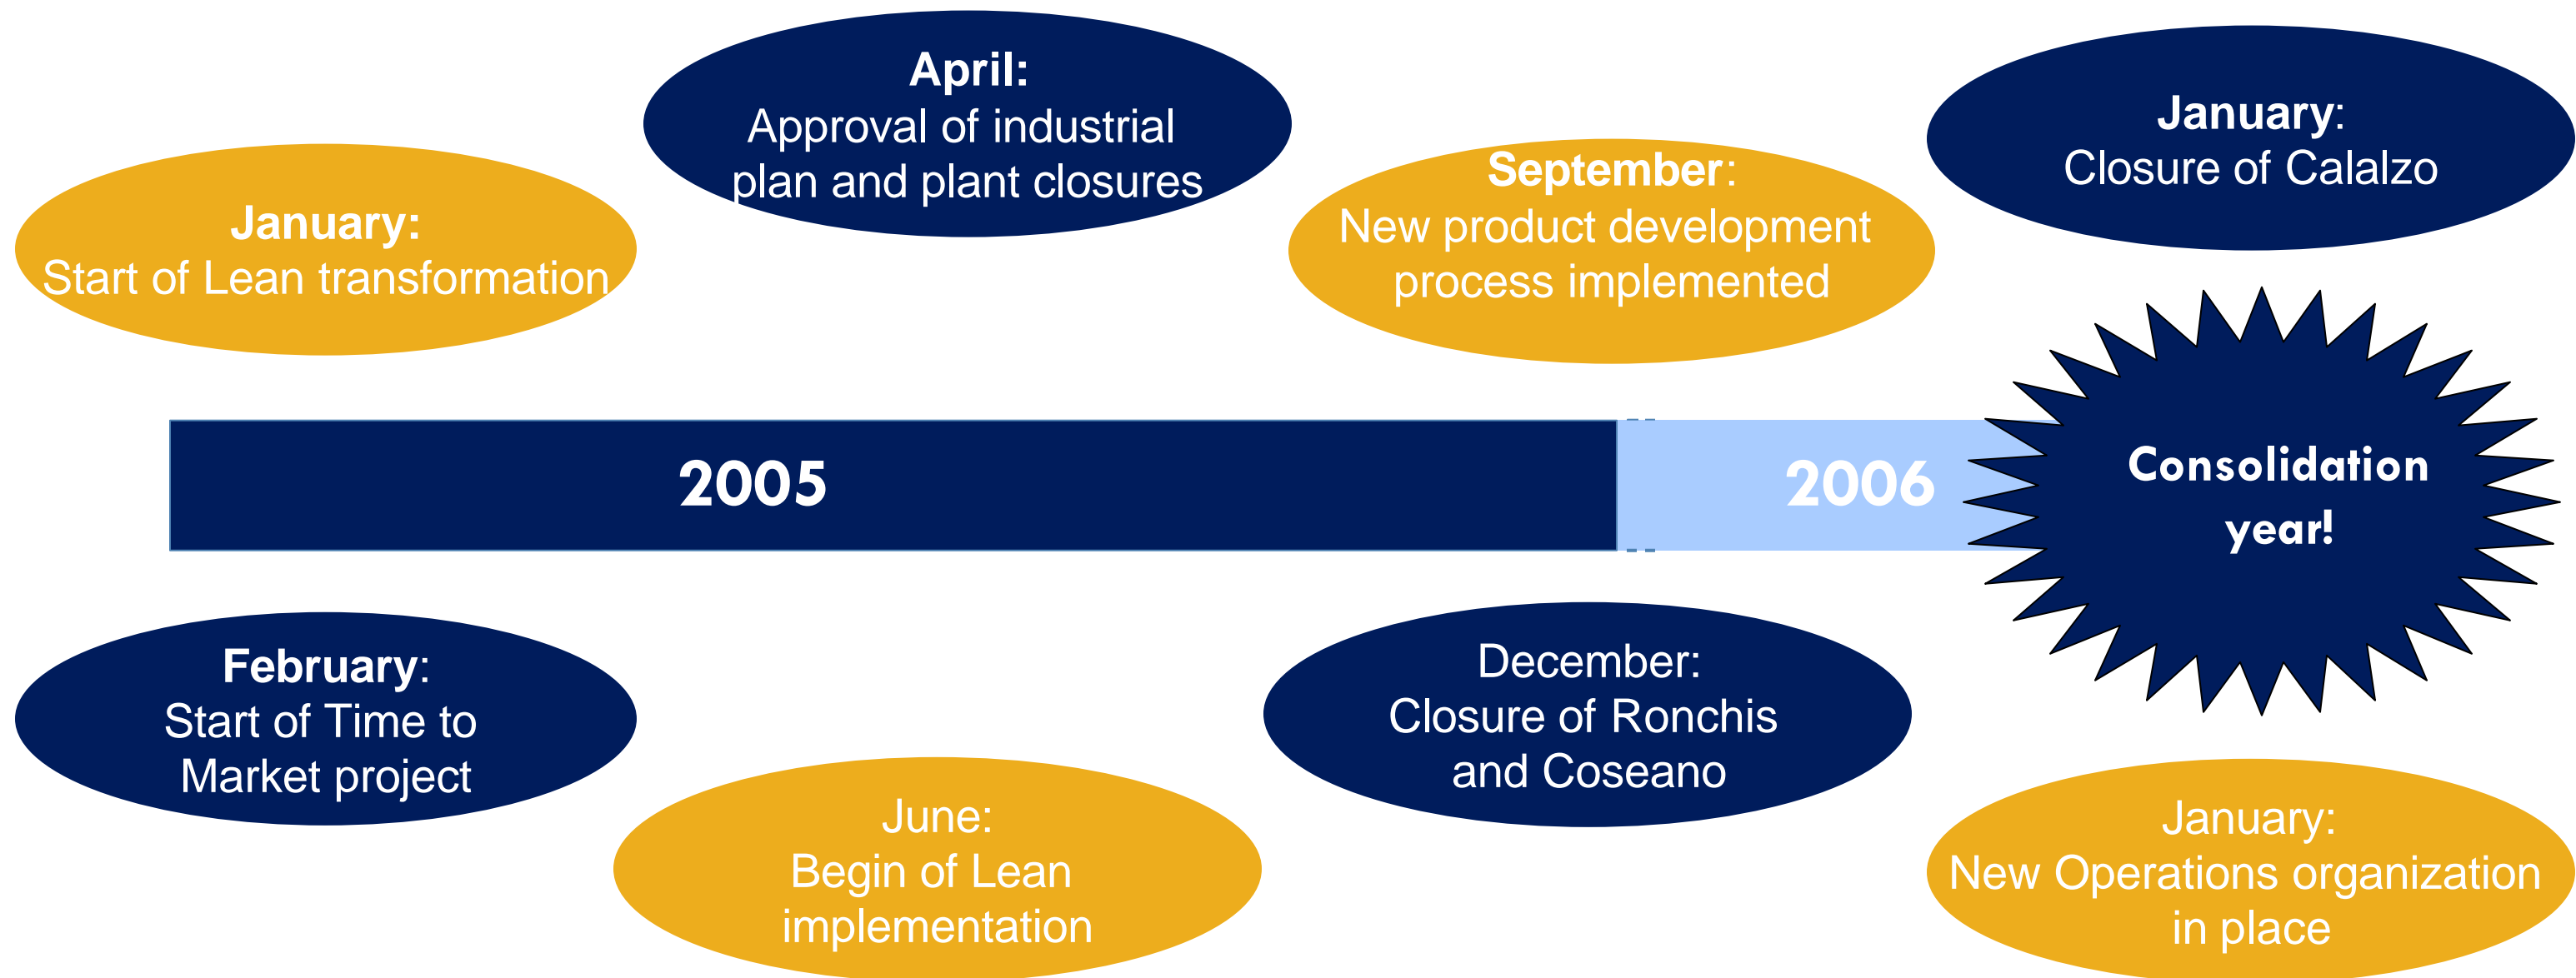 January:
Start of Lean transformation
April:
Approval of industrial
plan and plant closures
September:
New product development
process implemented
January:
Closure of Calalzo
2005
2006
Consolidation
year!
February:
Start of Time to
Market project
June:
Begin of Lean
implementation
December:
Closure of Ronchis
and Coseano
January:
New Operations organization
in place